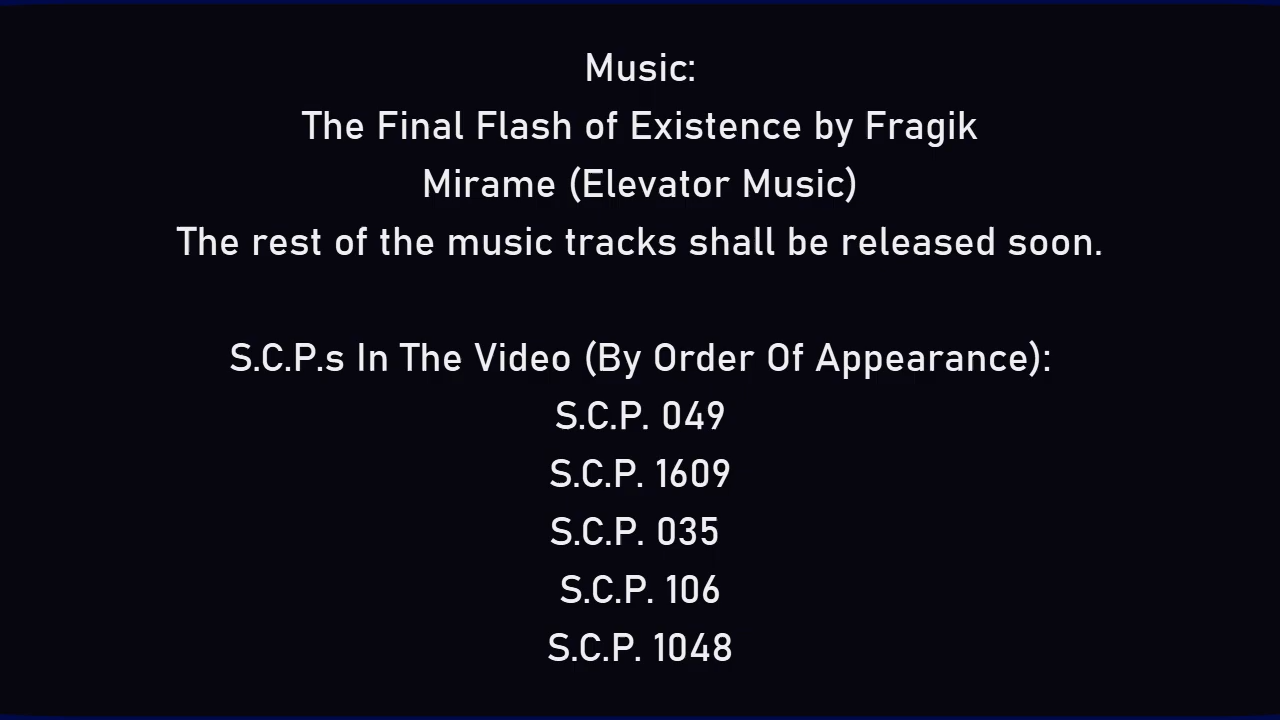 Music:
The Final Flash of Existence by Fragik
Mirame (Elevator Music)
The rest of the music tracks shall be released soon.
S.C.P.s In The Video (By Order Of Appearance):
S.C.P. 049
S.C.P. 1609
S.C.P. 035
S.C.P. 106
S.C.P. 1048